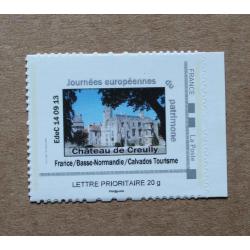 Journées européennes
du patrimoine
EdeC 14 09 13
Château de Creully
France/Basse-Normandie/Calvados Tourisme
LETTRE PRIORITAIRE 20 g
FRANCE
La Poste